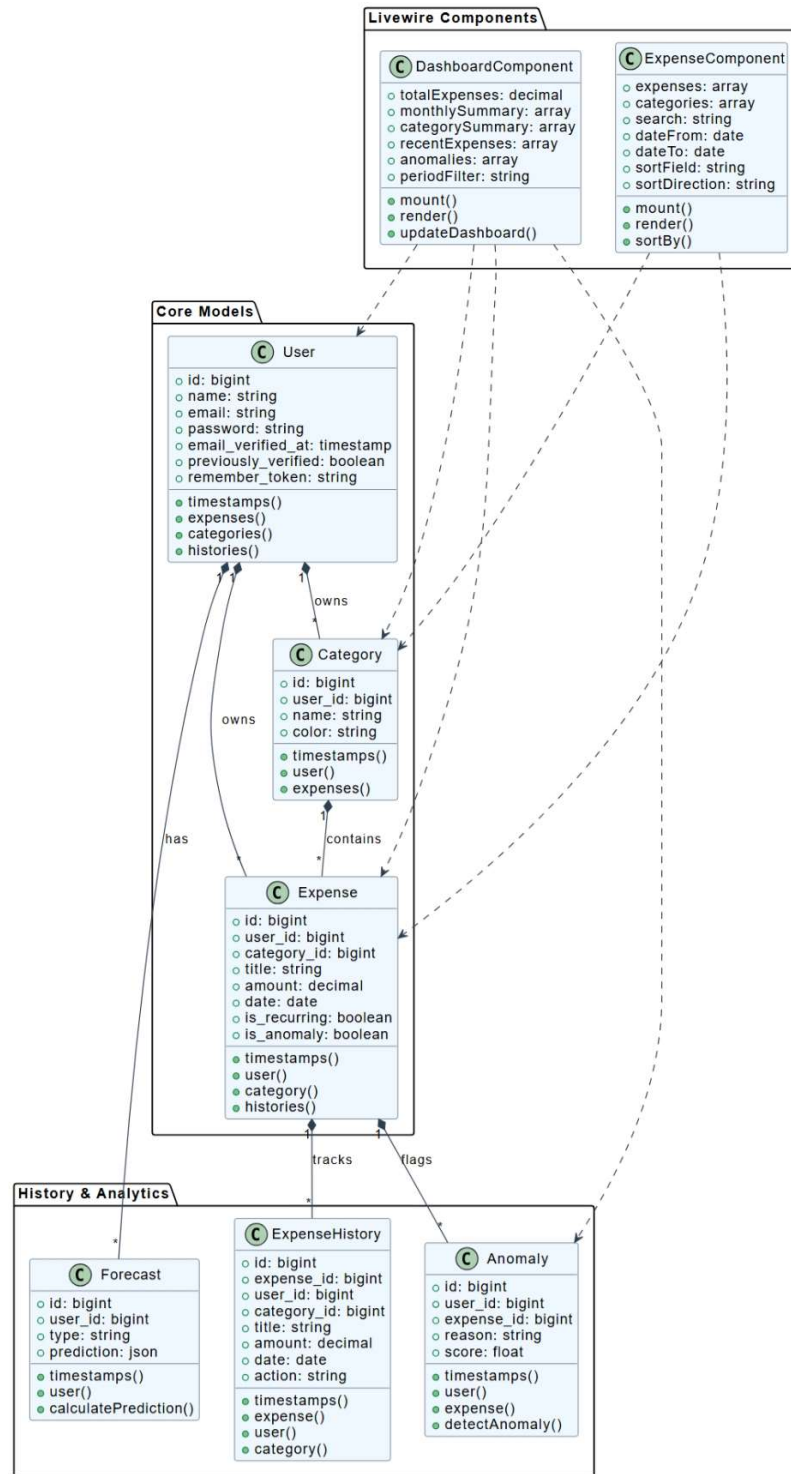 Livewire Components
C DashboardComponent
totalExpenses: decimal
monthlySummary: array
categorySummary: array
recentExpenses: array
anomalies: array
periodFilter: string
mount()
render()
updateDashboard()
C ExpenseComponent
expenses: array
categories: array
search: string
dateFrom: date
dateTo: date
sortField: string
sortDirection: string
mount()
render()
sortBy()
Core Models
C User
id: bigint
name: string
email: string
password: string
email_verified_at: timestamp
previously_verified: boolean
remember_token: string
timestamps()
expenses()
categories()
histories()
1
1
1
owns
*
C Category
id: bigint
user_id: bigint
name: string
color: string
timestamps()
user()
expenses()
owns
1
has
contains
*
*
C Expense
id: bigint
user_id: bigint
category_id: bigint
title: string
amount: decimal
date: date
is_recurring: boolean
is_anomaly: boolean
timestamps()
user()
category()
histories()
1
1
tracks
flags
History & Analytics
*
*
*
C Forecast
id: bigint
user_id: bigint
type: string
prediction: json
timestamps()
user()
calculatePrediction()
C ExpenseHistory
id: bigint
expense_id: bigint
user_id: bigint
category_id: bigint
title: string
amount: decimal
date: date
action: string
timestamps()
expense()
user()
category()
C Anomaly
id: bigint
user_id: bigint
expense_id: bigint
reason: string
score: float
timestamps()
user()
expense()
detectAnomaly()